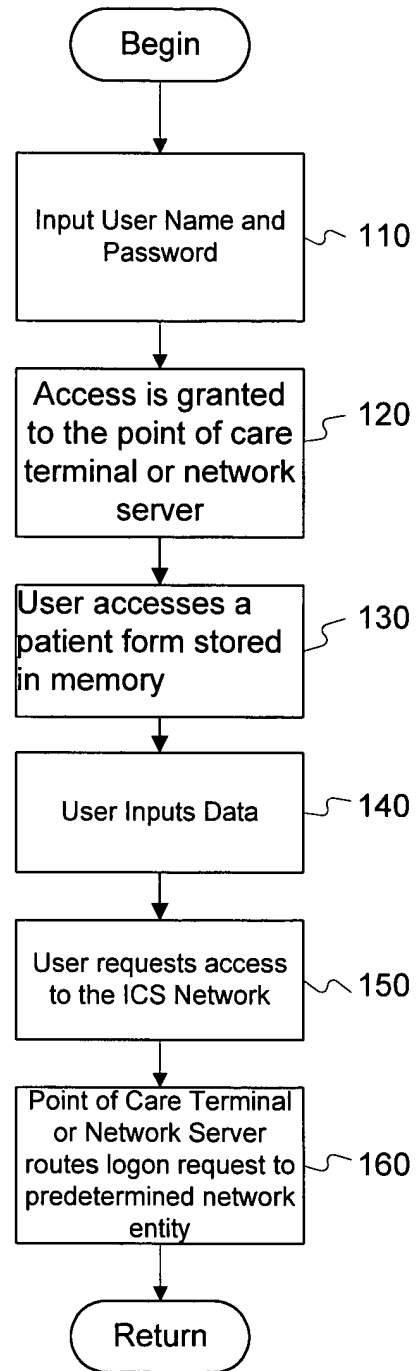 Begin
Input User Name and
Password
110
Access is granted
to the point of care
terminal or network
server
120
User accesses a
patient form stored
in memory
130
User Inputs Data
140
User requests access
to the ICS Network
150
Point of Care Terminal
or Network Server
routes logon request to
predetermined network
entity
160
Return